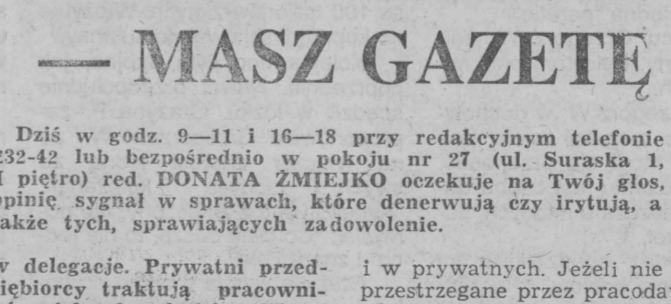 — MASZ GAZETĘ
Dziś w godz. 9—11 i 16—18 przy redakcyjnym telefonie
232-42 lub bezpośrednio w pokoju nr 27 (ul. Suraska 1,
I piętro) red. DONATA ŻMIEJKO oczekuje na Twój głos,
opinię sygnał w sprawach, które denerwują czy irytują, a
także tych, sprawiających zadowolenie.
w delegacje. Prywatni przed-
siębiorcy traktują pracowni-
i w prywatnych. Jeżeli nie
przestrzegane przez pracoda